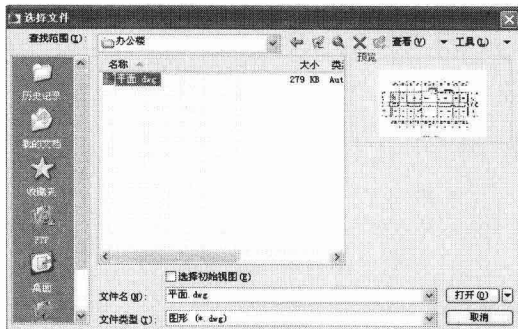 选择文件
查找范围(I):
办公楼
查看(V)
工具(L)
名称
大小
类
预览
平面.dwg
279 KB
Aut
历史记录
我的文档
收藏夹
FTP
桌面
选择初始视图(E)
文件名(N):
平面.dwg
打开(O)
文件类型(T):
图形 (*.dwg)
取消